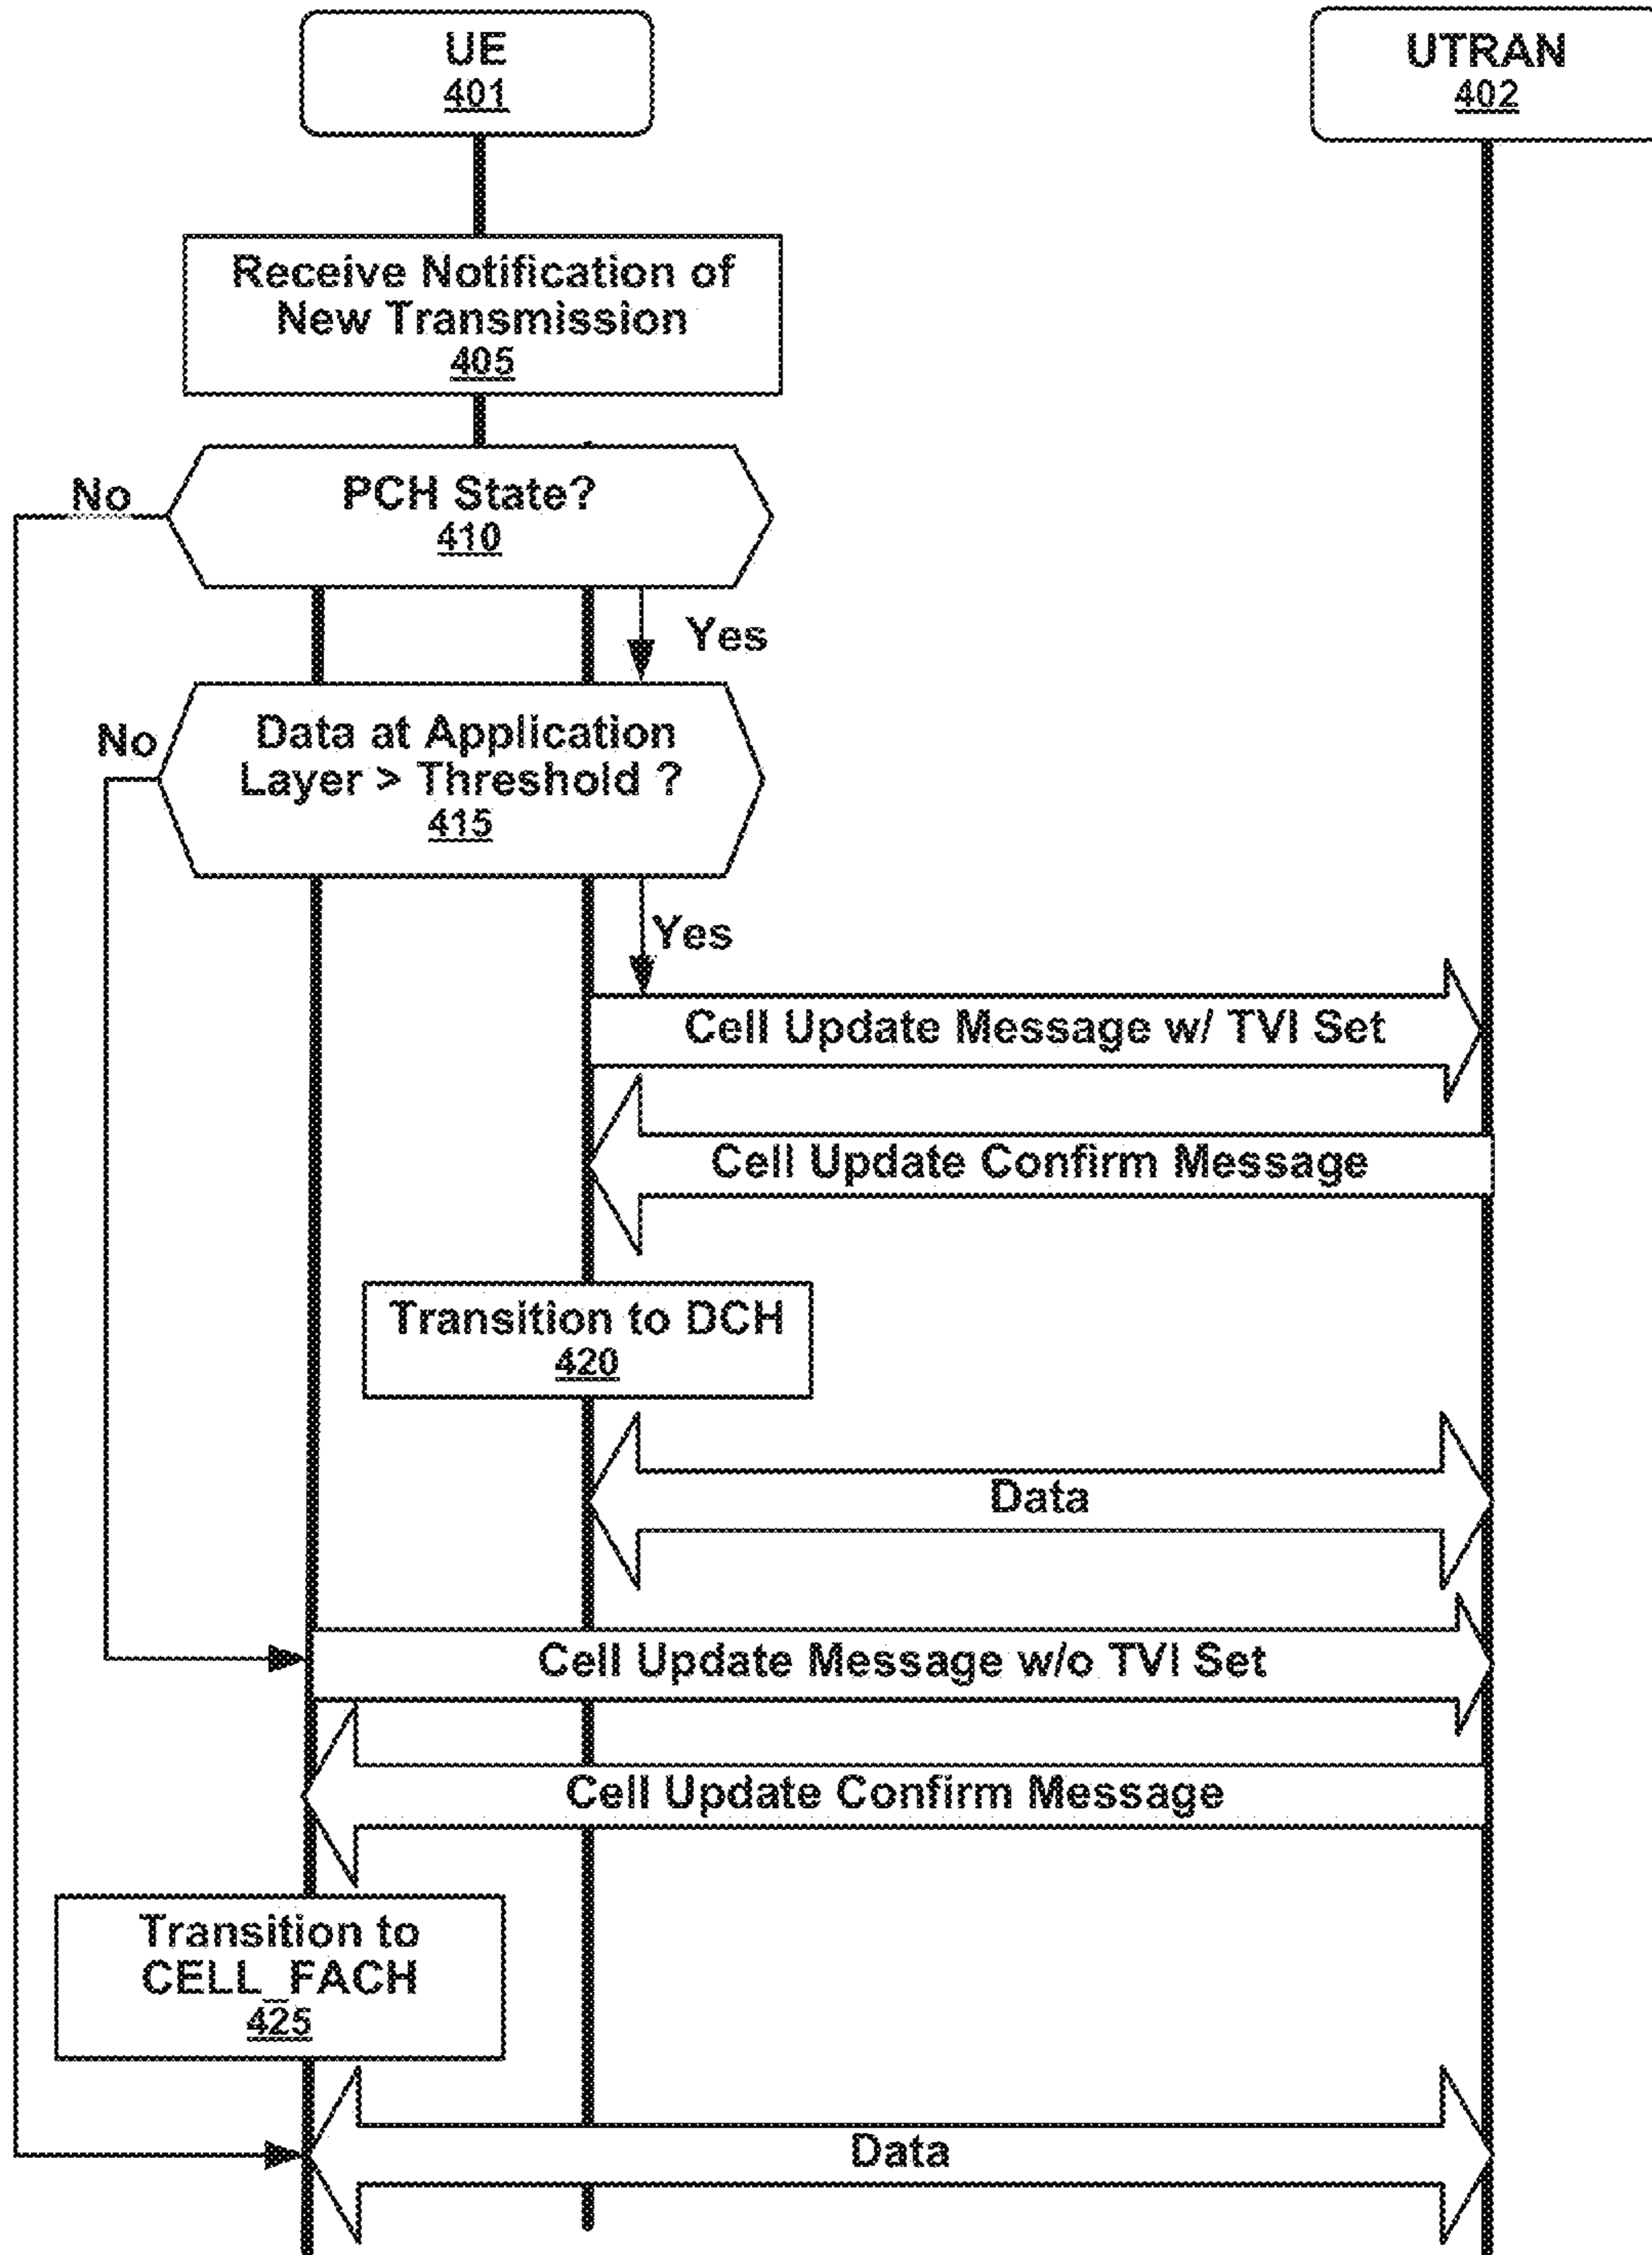 UE
401
UTRAN
402
Receive Notification of
New Transmission
405
No
PCH State?
410
Yes
No
Data at Application
Layer > Threshold ?
415
Yes
Cell Update Message w/ TVI Set
Cell Update Confirm Message
Transition to DCH
420
Data
Cell Update Message w/o TVI Set
Cell Update Confirm Message
Transition to
CELL_FACH
425
Data